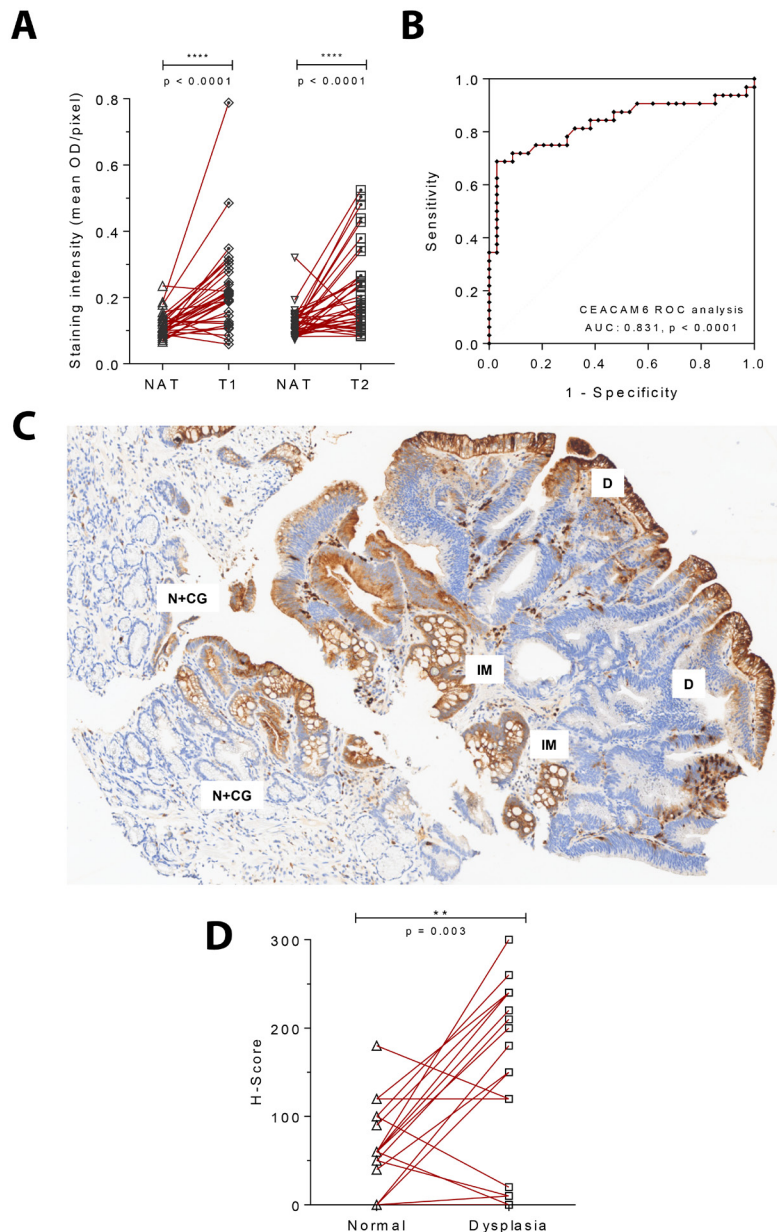 A
B
****
****
p < 0.0001
p < 0.0001
Staining intensity (mean OD/pixel)
0.8
0.6
0.4
0.2
0.0
NAT
T1
NAT
T2
Sensitivity
1.0
0.8
0.6
0.4
0.2
0.0
CEACAM6 ROC analysis
AUC: 0.831, p < 0.0001
0.0
0.2
0.4
0.6
0.8
1.0
1 - Specificity
C
D
N+CG
IM
D
IM
N+CG
D
**
p = 0.003
H-Score
300
200
100
0
Normal
Dysplasia